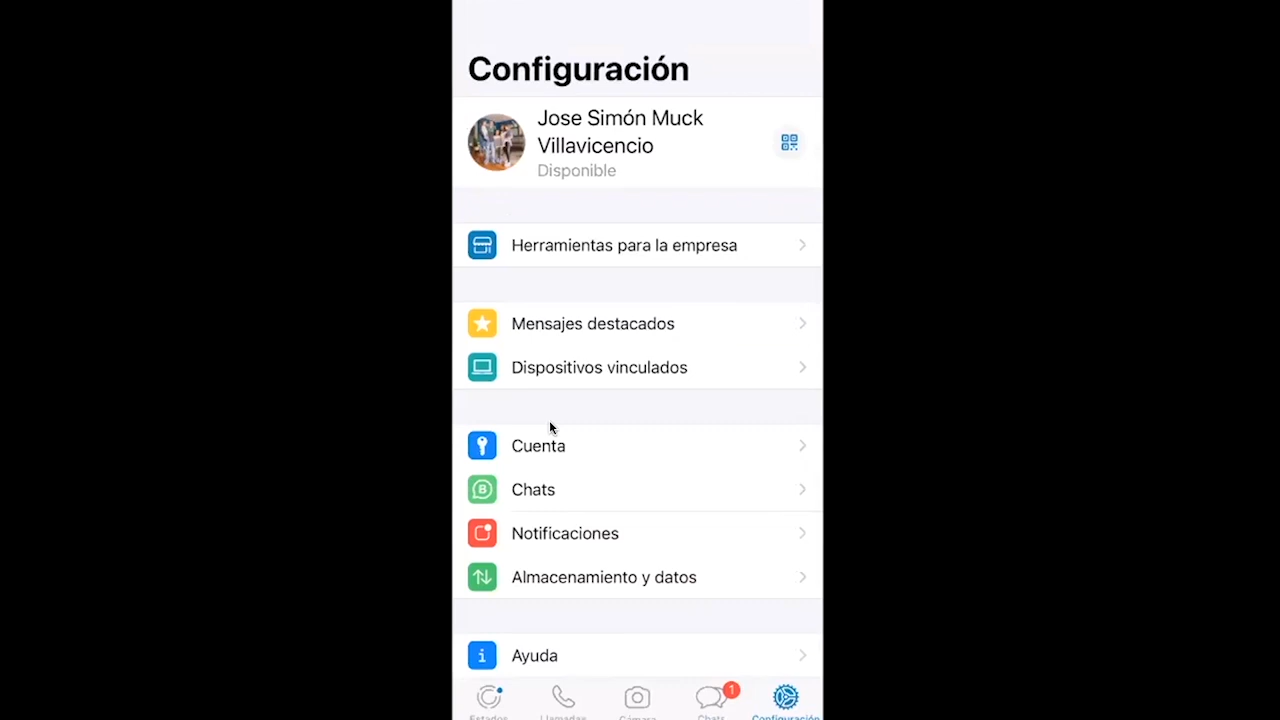 Configuración
Jose Simón Muck
Villavicencio
Disponible
Herramientas para la empresa
Mensajes destacados
Dispositivos vinculados
Cuenta
Chats
Notificaciones
Almacenamiento y datos
Ayuda
1
Estados
Llamadas
Cámara
Chats
Configuración